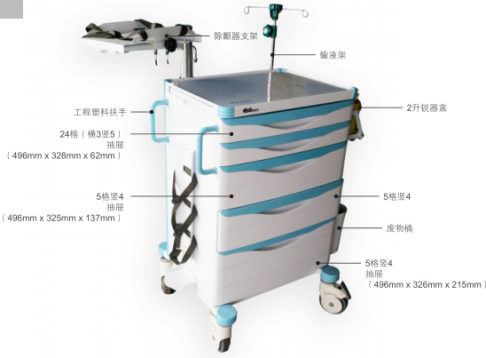 除颤器支架
输液架
工程塑料扶手
2升锐器盒
24格（横3竖5）
抽屉
（496mm x 328mm x 62mm）
5格竖4
抽屉
（496mm x 325mm x 137mm）
5格竖4
废物桶
5格竖4
抽屉
（496mm x 326mm x 215mm）